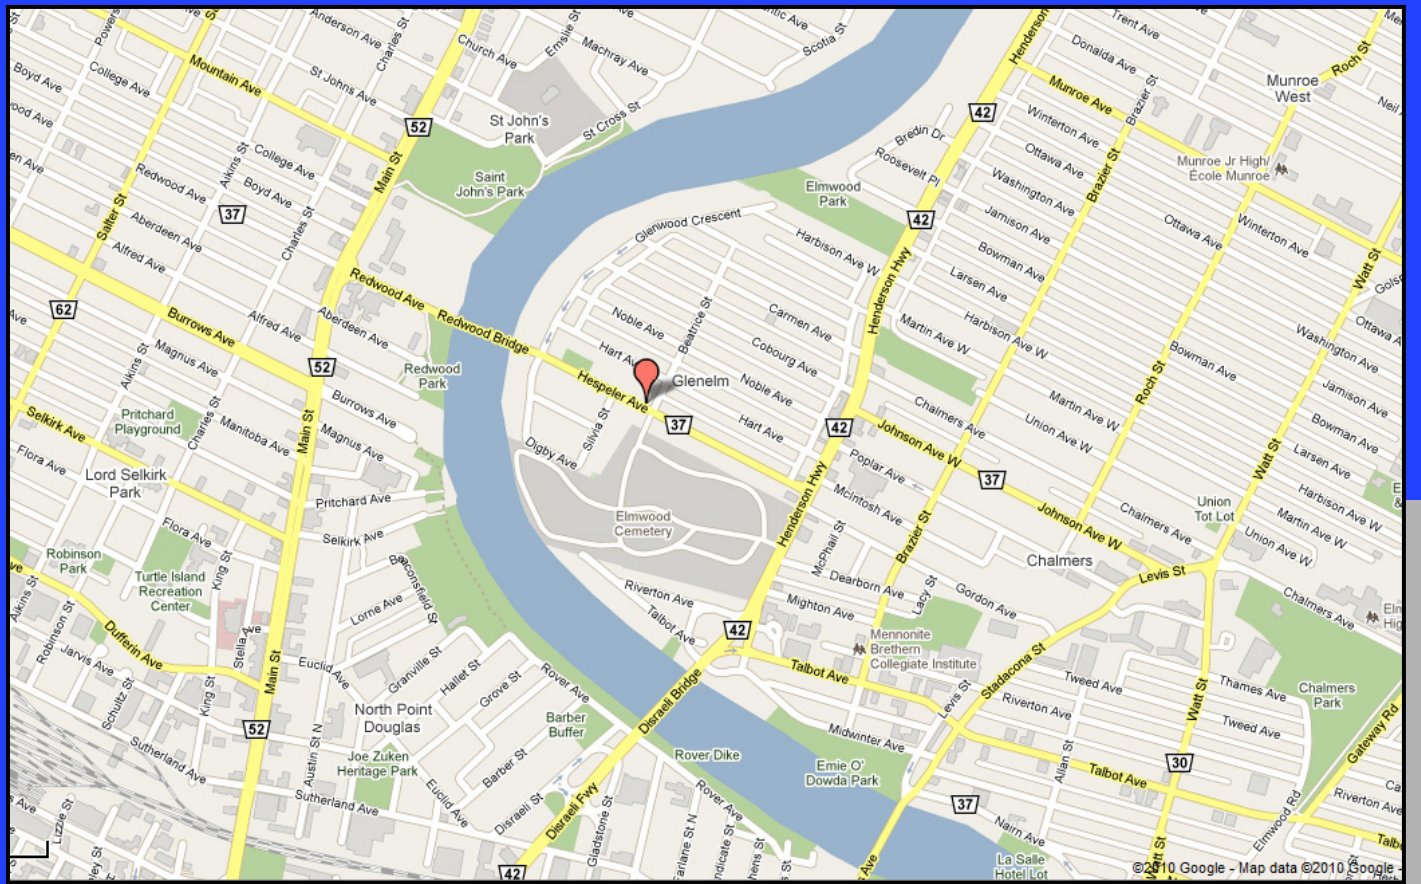 Powers
Anderson Ave
Charles St
Church Ave
Emslie St
Machray Ave
Scotia St
Henderson
Trent Ave
Donalda Ave
Roch St
Munroe
West
Mountain Ave
Boyd Ave
College Ave
St Johns Ave
52
Main St
St John's
Park
St Cross St
42
Munroe Ave
Brazier St
Neil
Winterton Ave
Bredin Dr
Roosevelt Pl
Ottawa Ave
Munroe Jr High/
École Munroe
Aikins St
College Ave
Boyd Ave
Redwood Ave
Saint
John's Park
Elmwood
Park
Washington Ave
Brazier St
37
Salter St
Aberdeen Ave
Alfred Ave
Charles St
Glenwood Crescent
Harbison Ave W
42
Henderson Hwy
Jamison Ave
Bowman Ave
Larsen Ave
Ottawa Ave
Winterton Ave
Watt St
Redwood Ave
Redwood Bridge
62
Burrows Ave
Alfred Ave
Aberdeen Ave
Noble Ave
Beatrice St
Carmen Ave
Cobourg Ave
Martin Ave W
Harbison Ave W
Washington Ave
Ottawa A
Magnus Ave
Aikins St
52
Redwood
Park
Hart Av
Glenelm
Hespeler Ave
Noble Ave
Bowman Ave
Roch St
Jamison Ave
Selkirk Ave
Pritchard
Playground
Charles St
Burrows Ave
Main St
Manitoba Ave
Magnus Ave
Silvia St
37
Hart Ave
42
Johnson Ave W
Chalmers Ave
Martin Ave W
Union Ave W
Bowman Ave
Larsen Ave
Watt St
Flora Ave
Lord Selkirk
Park
Digby Ave
Poplar Ave
37
Harbison Ave W
Martin Ave W
Union Ave W
Pritchard Ave
Elmwood
Cemetery
Henderson Hwy
McIntosh Ave
Brazier St
Johnson Ave W
Chalmers Ave
Union
Tot Lot
Flora Ave
Selkirk Ave
Robinson
Park
King St
Turtle Island
Recreation
Center
McPhail St
Chalmers
Levis St
Aikins St
Robinson St
Beaconsfield St
Lorne Ave
Riverton Ave
Talbot Ave
Dearborn Ave
Mighton Ave
Lacy St
Gordon Ave
Chalmers Ave
Dufferin Ave
Jarvis Ave
Stella Ave
Main St
42
Mennonite
Brethern
Collegiate Institute
Stadacona St
Schultz St
King St
Euclid Ave
Granville St
Hallet St
Grove St
Rover Ave
Disraeli Bridge
Talbot Ave
Levis St
Tweed Ave
Riverton Ave
Watt St
Thames Ave
Tweed Ave
Chalmers
Park
Gateway Rd
52
Austin St N
North Point
Douglas
Barber
Buffer
Rover Dike
Midwinter Ave
Emie O'
Dowda Park
Allan St
30
Sutherland Ave
Joe Zuken
Heritage Park
Barber St
Euclid Ave
Talbot Ave
Riverton Ave
Lizzie St
Sutherland Ave
Disraeli St
Disraeli Fwy
Gladstone St
Rover Ave
37
Nairn Ave
Elmwood Rd
Talb
42
La Salle
Hotel Lot
©2010 Google - Map data ©2010 Google -